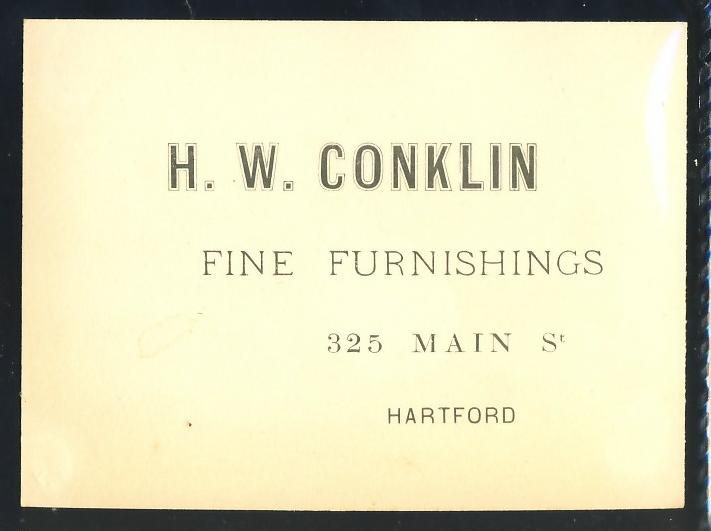 H. W. CONKLIN
FINE FURNISHINGS
325 MAIN St
HARTFORD